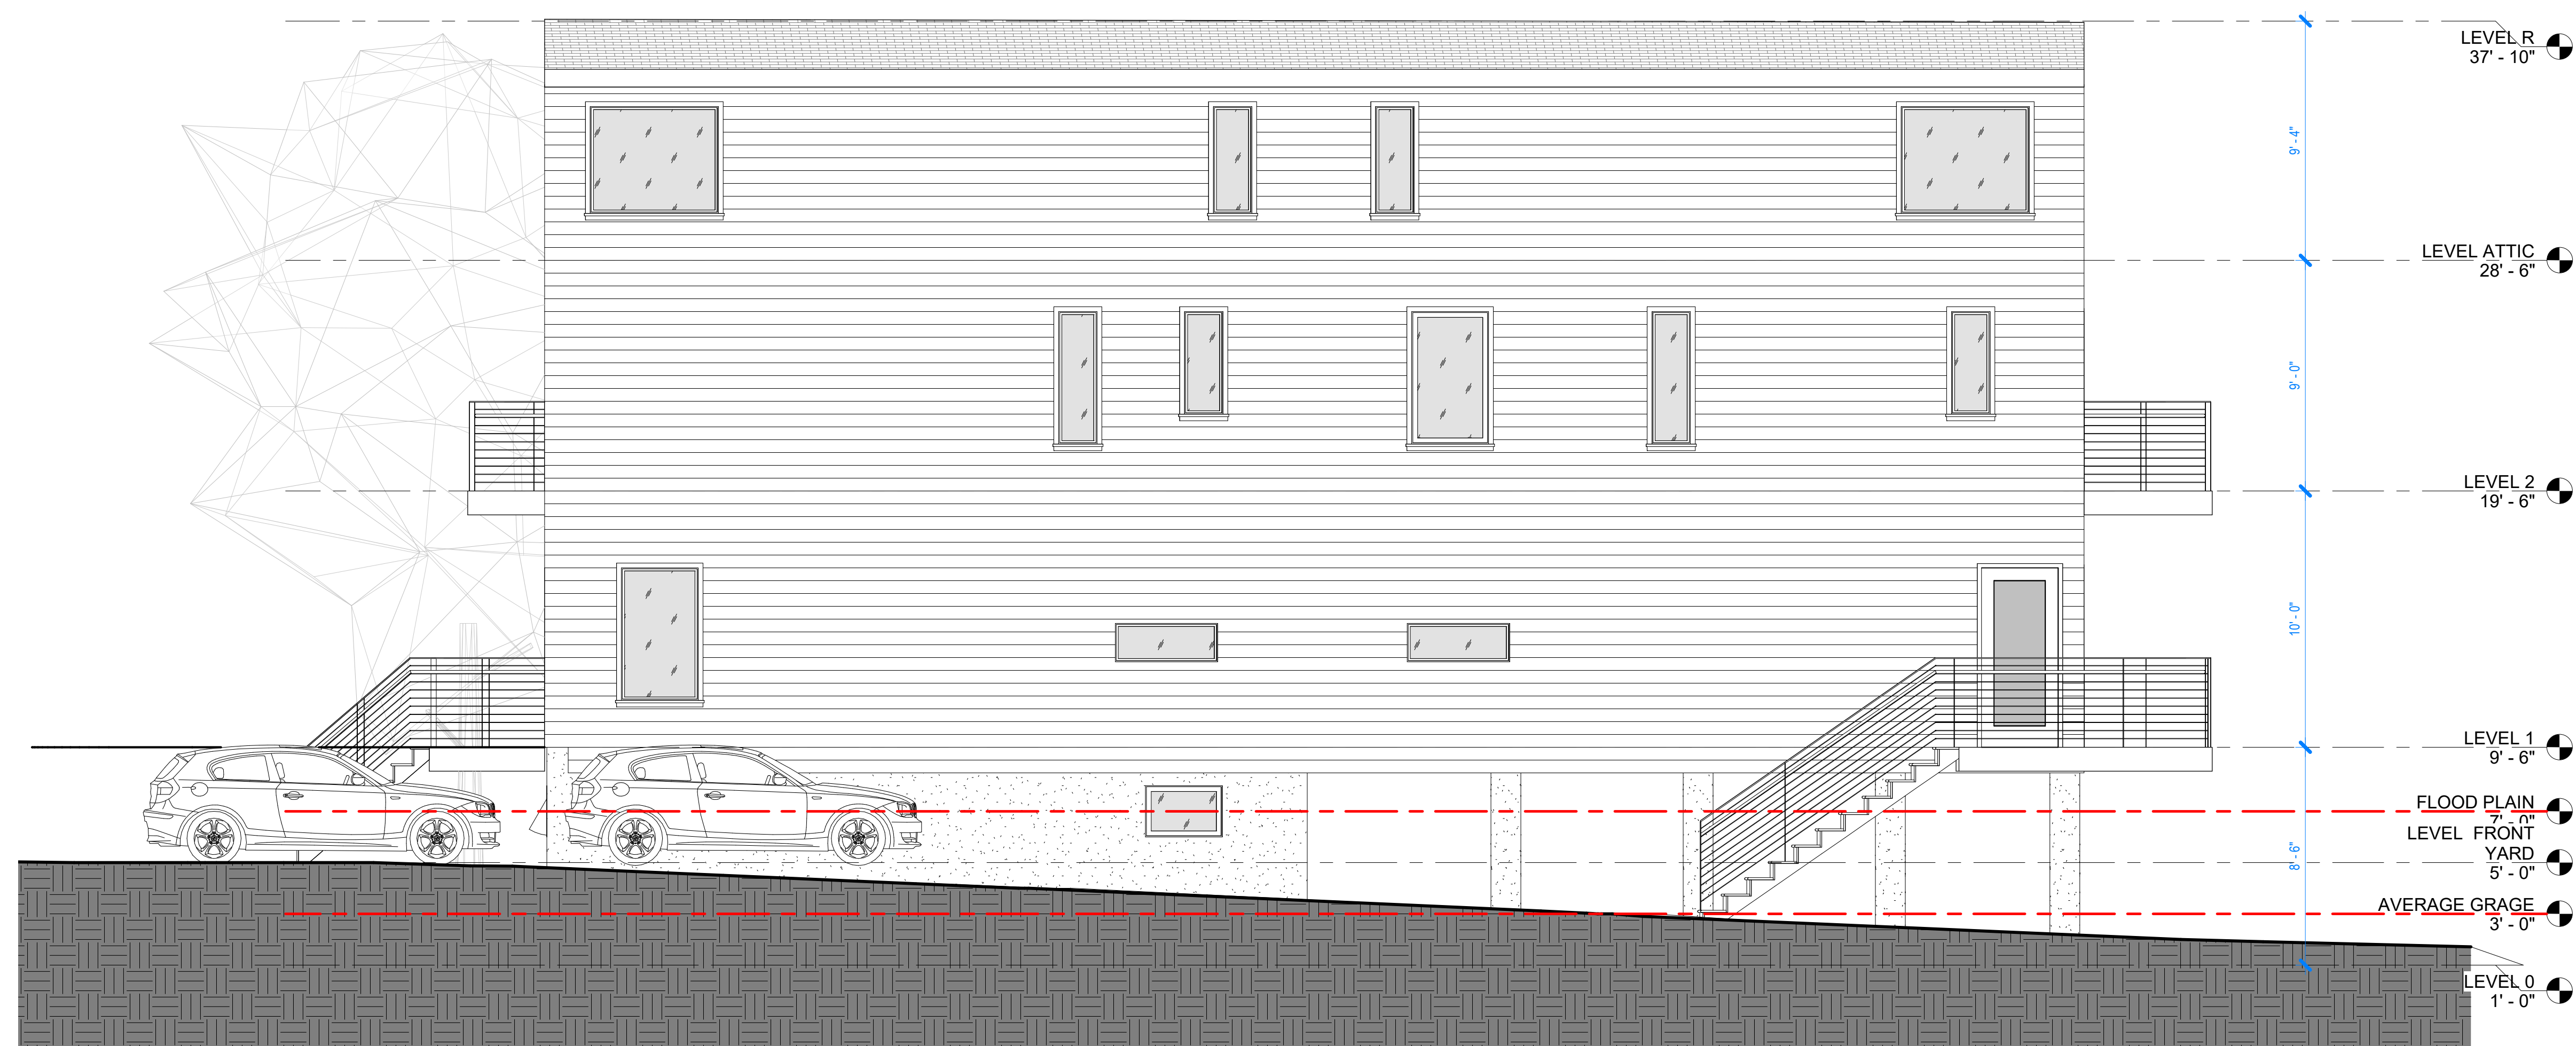 LEVEL R
37' - 10"
9' - 4"
LEVEL ATTIC
28' - 6"
9' - 0"
LEVEL 2
19' - 6"
10' - 0"
LEVEL 1
9' - 6"
FLOOD PLAIN
7' - 0"
LEVEL FRONT
YARD
5' - 0"
8' - 6"
AVERAGE GRAGE
3' - 0"
LEVEL 0
1' - 0"